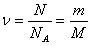 ν = N/N_A = m/M